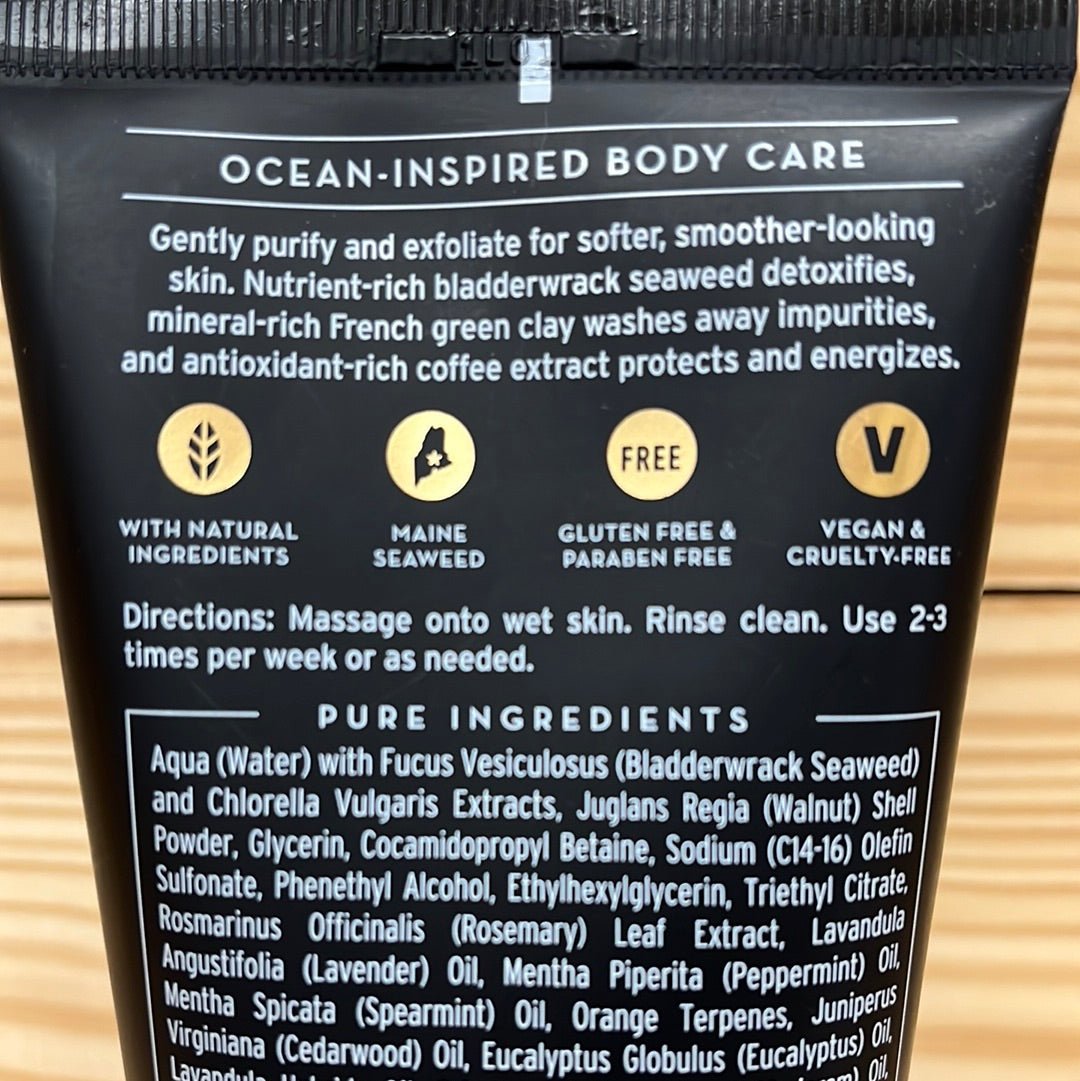 OCEAN-INSPIRED BODY CARE
Gently purify and exfoliate for softer, smoother-looking
skin. Nutrient-rich bladderwrack seaweed detoxifies,
mineral-rich French green clay washes away impurities,
and antioxidant-rich coffee extract protects and energizes.
FREE
V
WITH NATURAL
INGREDIENTS
MAINE
SEAWEED
GLUTEN FREE &
PARABEN FREE
VEGAN &
CRUELTY-FREE
Directions: Massage onto wet skin. Rinse clean. Use 2-3
times per week or as needed.
PURE INGREDIENTS
Aqua (Water) with Fucus Vesiculosus (Bladderwrack Seaweed)
and Chlorella Vulgaris Extracts, Juglans Regia (Walnut) Shell
Powder, Glycerin, Cocamidopropyl Betaine, Sodium (C14-16) Olefin
Sulfonate, Phenethyl Alcohol, Ethylhexylglycerin, Triethyl Citrate,
Rosmarinus Officinalis (Rosemary) Leaf Extract, Lavandula
Angustifolia (Lavender) Oil, Mentha Piperita (Peppermint) Oil,
Mentha Spicata (Spearmint) Oil, Orange Terpenes, Juniperus
Virginiana (Cedarwood) Oil, Eucalyptus Globulus (Eucalyptus) Oil,
Lavandula Oil,